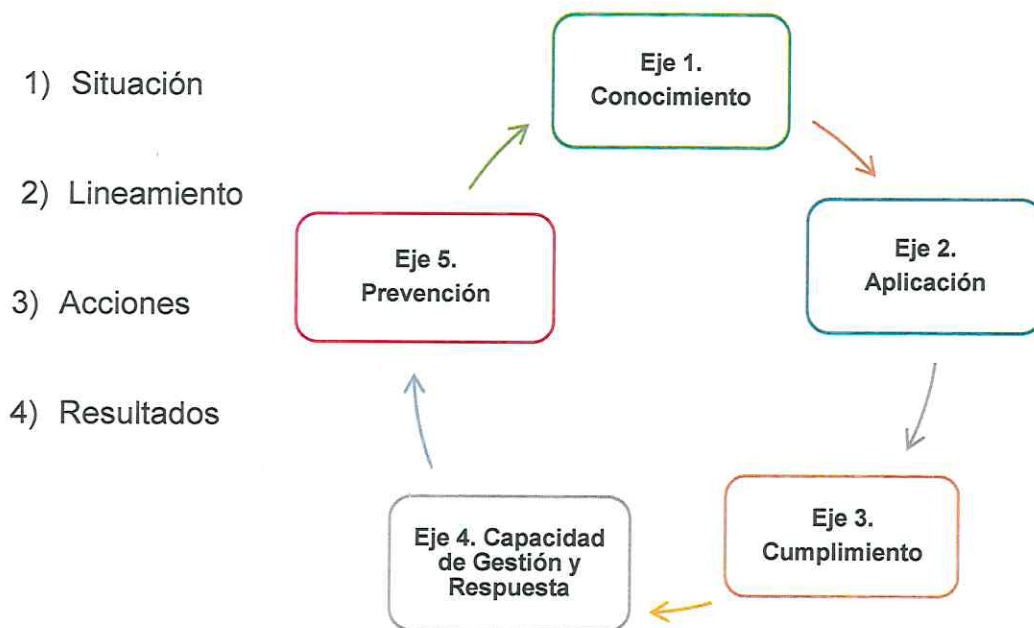 1) Situación
2) Lineamiento
3) Acciones
4) Resultados
Eje 1.
Conocimiento
Eje 2.
Aplicación
Eje 3.
Cumplimiento
Eje 4. Capacidad
de Gestión y
Respuesta
Eje 5.
Prevención